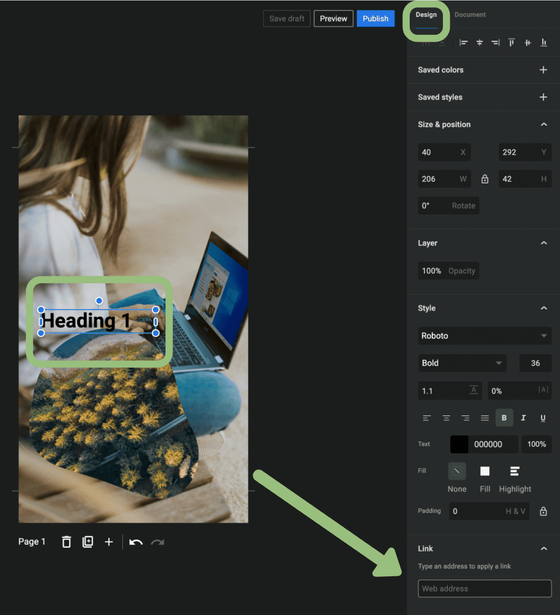 Save draft Preview Publish
Design Document
Saved colors
Saved styles
Size & position
40 X 292 Y
206 W 42 H
0° Rotate
Layer
100% Opacity
Style
Roboto
Bold 36
1.1 A 0% |A|
B I U
Text 000000 100%
Fill
None Fill Highlight
Padding 0 H & V
Link
Type an address to apply a link
Web address
Heading 1
Page 1